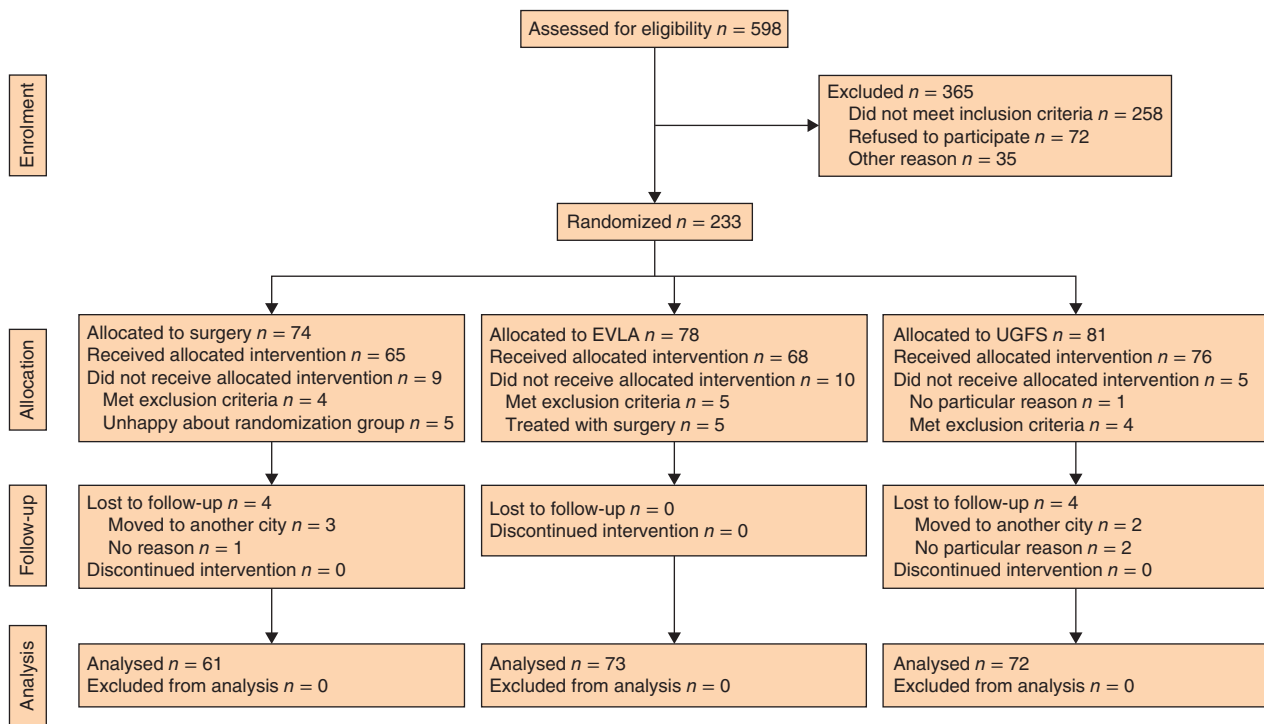 Assessed for eligibility n = 598
Enrolment
Excluded n = 365
Did not meet inclusion criteria n = 258
Refused to participate n = 72
Other reason n = 35
Randomized n = 233
Allocation
Allocated to surgery n = 74
Received allocated intervention n = 65
Did not receive allocated intervention n = 9
Met exclusion criteria n = 4
Unhappy about randomization group n = 5
Allocated to EVLA n = 78
Received allocated intervention n = 68
Did not receive allocated intervention n = 10
Met exclusion criteria n = 5
Treated with surgery n = 5
Allocated to UGFS n = 81
Received allocated intervention n = 76
Did not receive allocated intervention n = 5
No particular reason n = 1
Met exclusion criteria n = 4
Follow-up
Lost to follow-up n = 4
Moved to another city n = 3
No reason n = 1
Discontinued intervention n = 0
Lost to follow-up n = 0
Discontinued intervention n = 0
Lost to follow-up n = 4
Moved to another city n = 2
No particular reason n = 2
Discontinued intervention n = 0
Analysis
Analysed n = 61
Excluded from analysis n = 0
Analysed n = 73
Excluded from analysis n = 0
Analysed n = 72
Excluded from analysis n = 0